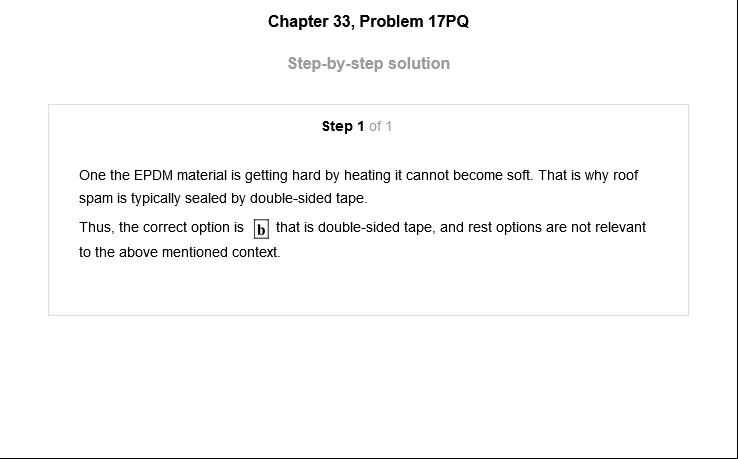 Chapter 33, Problem 17PQ
Step-by-step solution
Step 1 of 1
One the EPDM material is getting hard by heating it cannot become soft. That is why roof
spam is typically sealed by double-sided tape.
Thus, the correct option is b that is double-sided tape, and rest options are not relevant
to the above mentioned context.